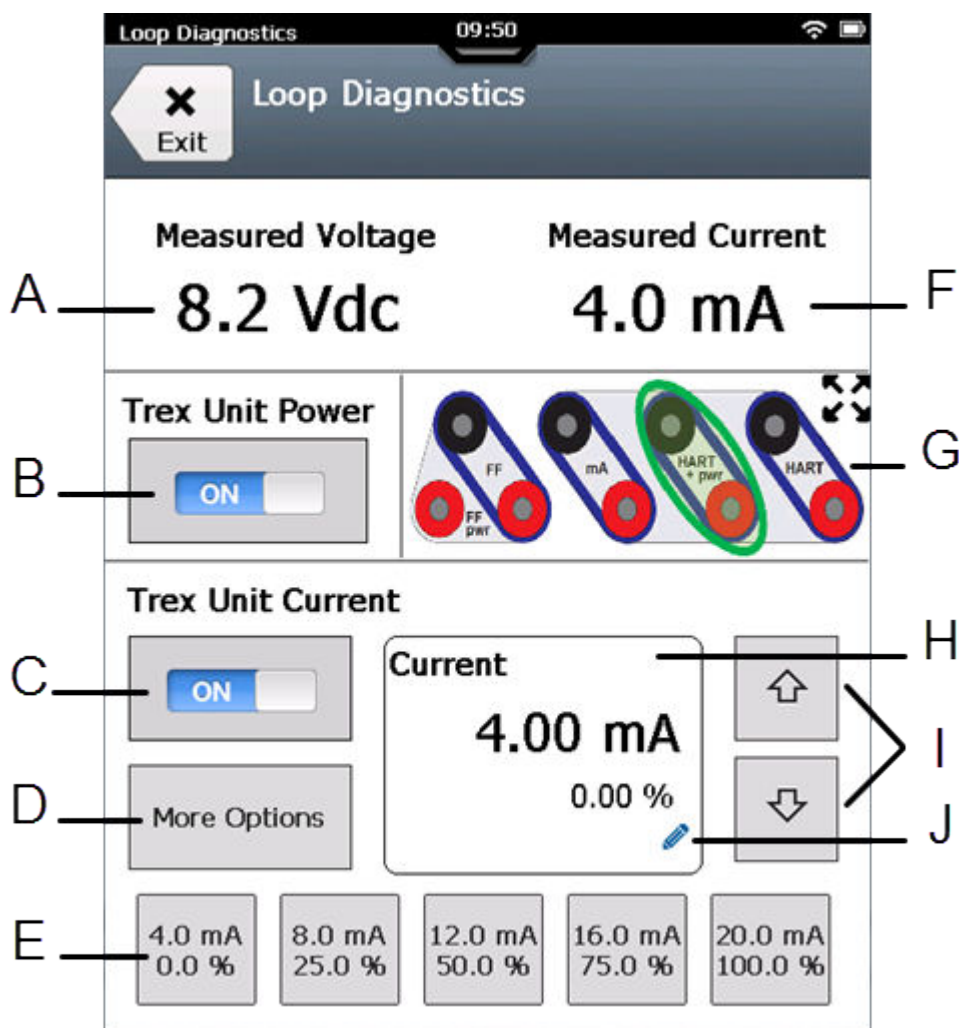 Loop Diagnostics 09:50
Exit
Loop Diagnostics
Measured Voltage
Measured Current
A
8.2 Vdc
4.0 mA
F
Trex Unit Power
B
ON
FF
FF
pwr
mA
HART
+ pwr
HART
G
Trex Unit Current
C
ON
Current
4.00 mA
0.00 %
H
I
D
More Options
J
E
4.0 mA
0.0 %
8.0 mA
25.0 %
12.0 mA
50.0 %
16.0 mA
75.0 %
20.0 mA
100.0 %